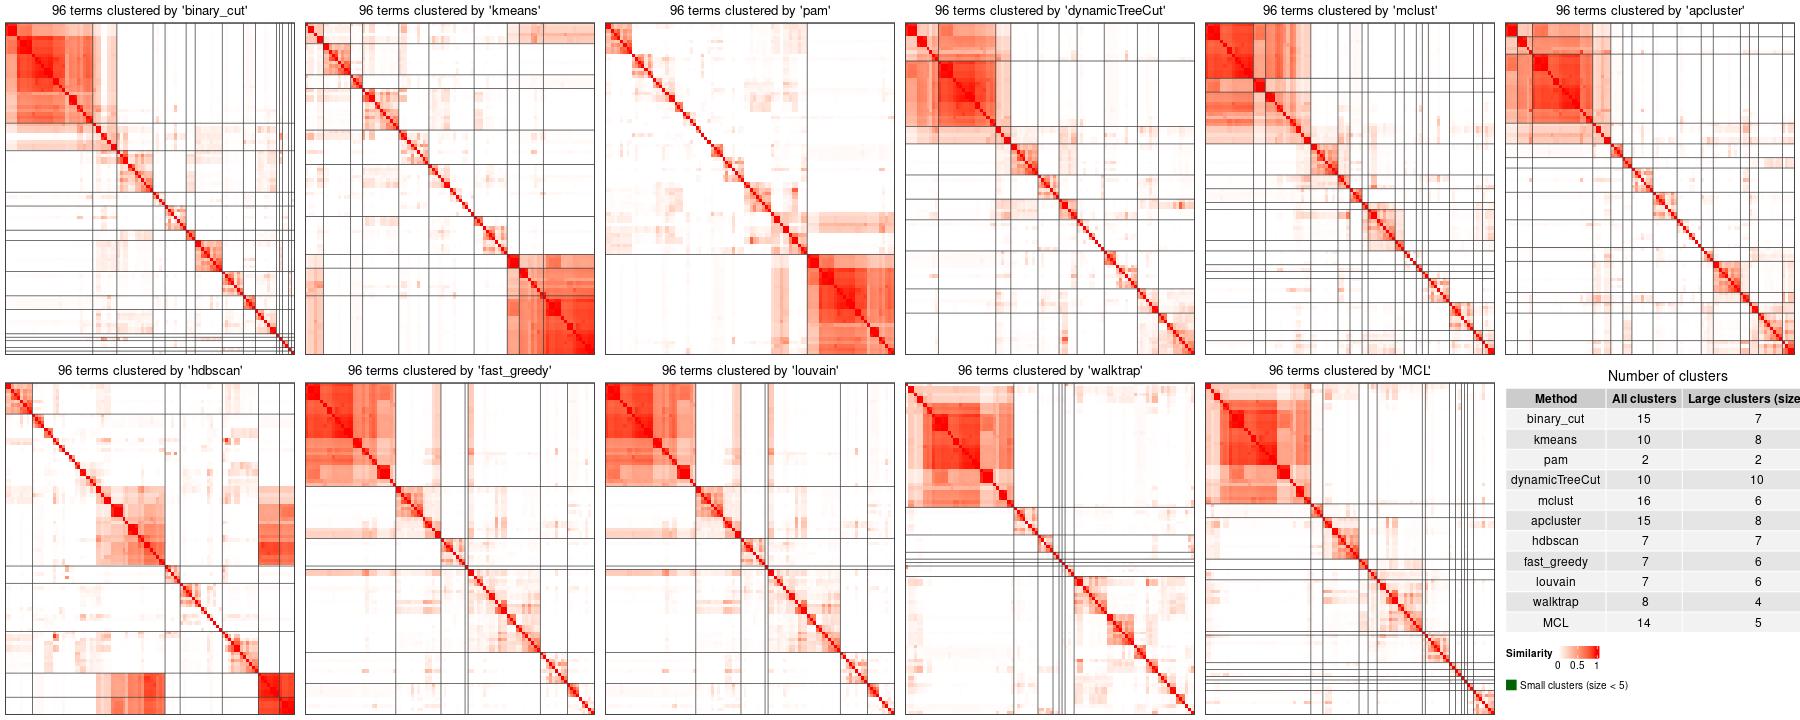 96 terms clustered by 'binary_cut'
96 terms clustered by 'kmeans'
96 terms clustered by 'pam'
96 terms clustered by 'dynamicTreeCut'
96 terms clustered by 'mclust'
96 terms clustered by 'apcluster'
96 terms clustered by 'hdbscan'
96 terms clustered by 'fast_greedy'
96 terms clustered by 'louvain'
96 terms clustered by 'walktrap'
96 terms clustered by 'MCL'
Number of clusters
Method All clusters Large clusters (size
binary_cut 15 7
kmeans 10 8
pam 2 2
dynamicTreeCut 10 10
mclust 16 6
apcluster 15 8
hdbscan 7 7
fast_greedy 7 6
louvain 7 6
walktrap 8 4
MCL 14 5
Similarity
0 0.5 1
Small clusters (size < 5)